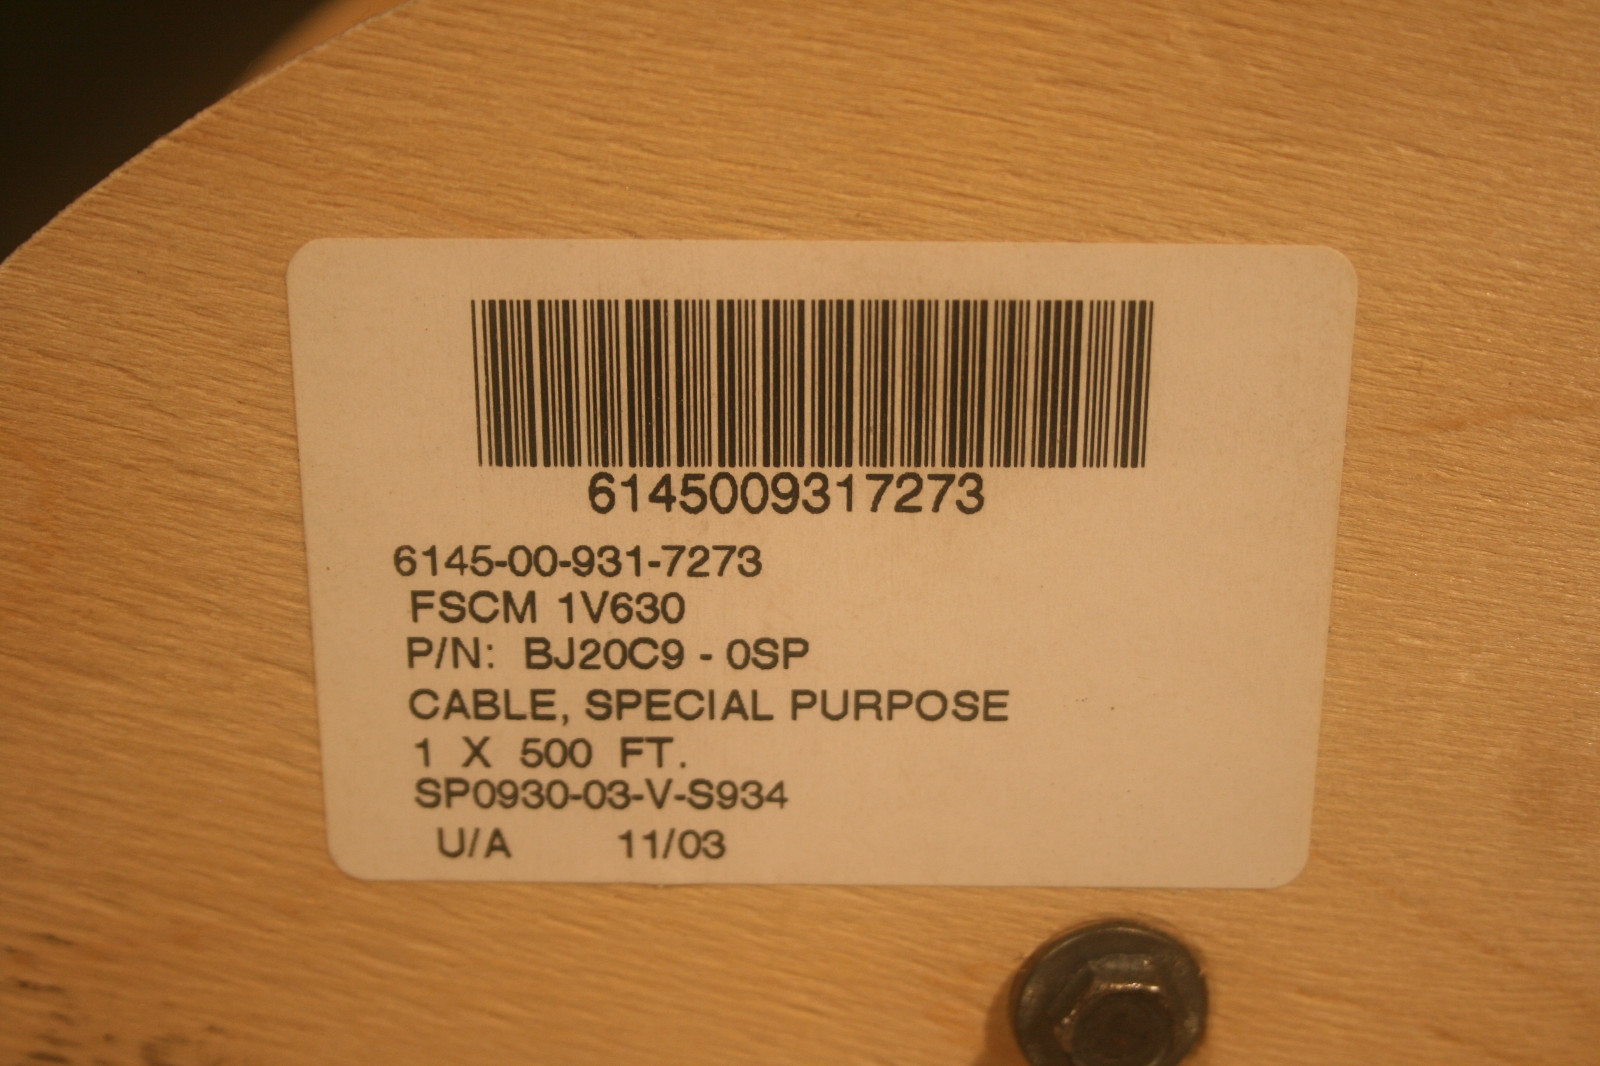 6145009317273
6145-00-931-7273
FSCM 1V630
P/N: BJ20C9 - 0SP
CABLE, SPECIAL PURPOSE
1 X 500 FT.
SP0930-03-V-S934
U/A 11/03